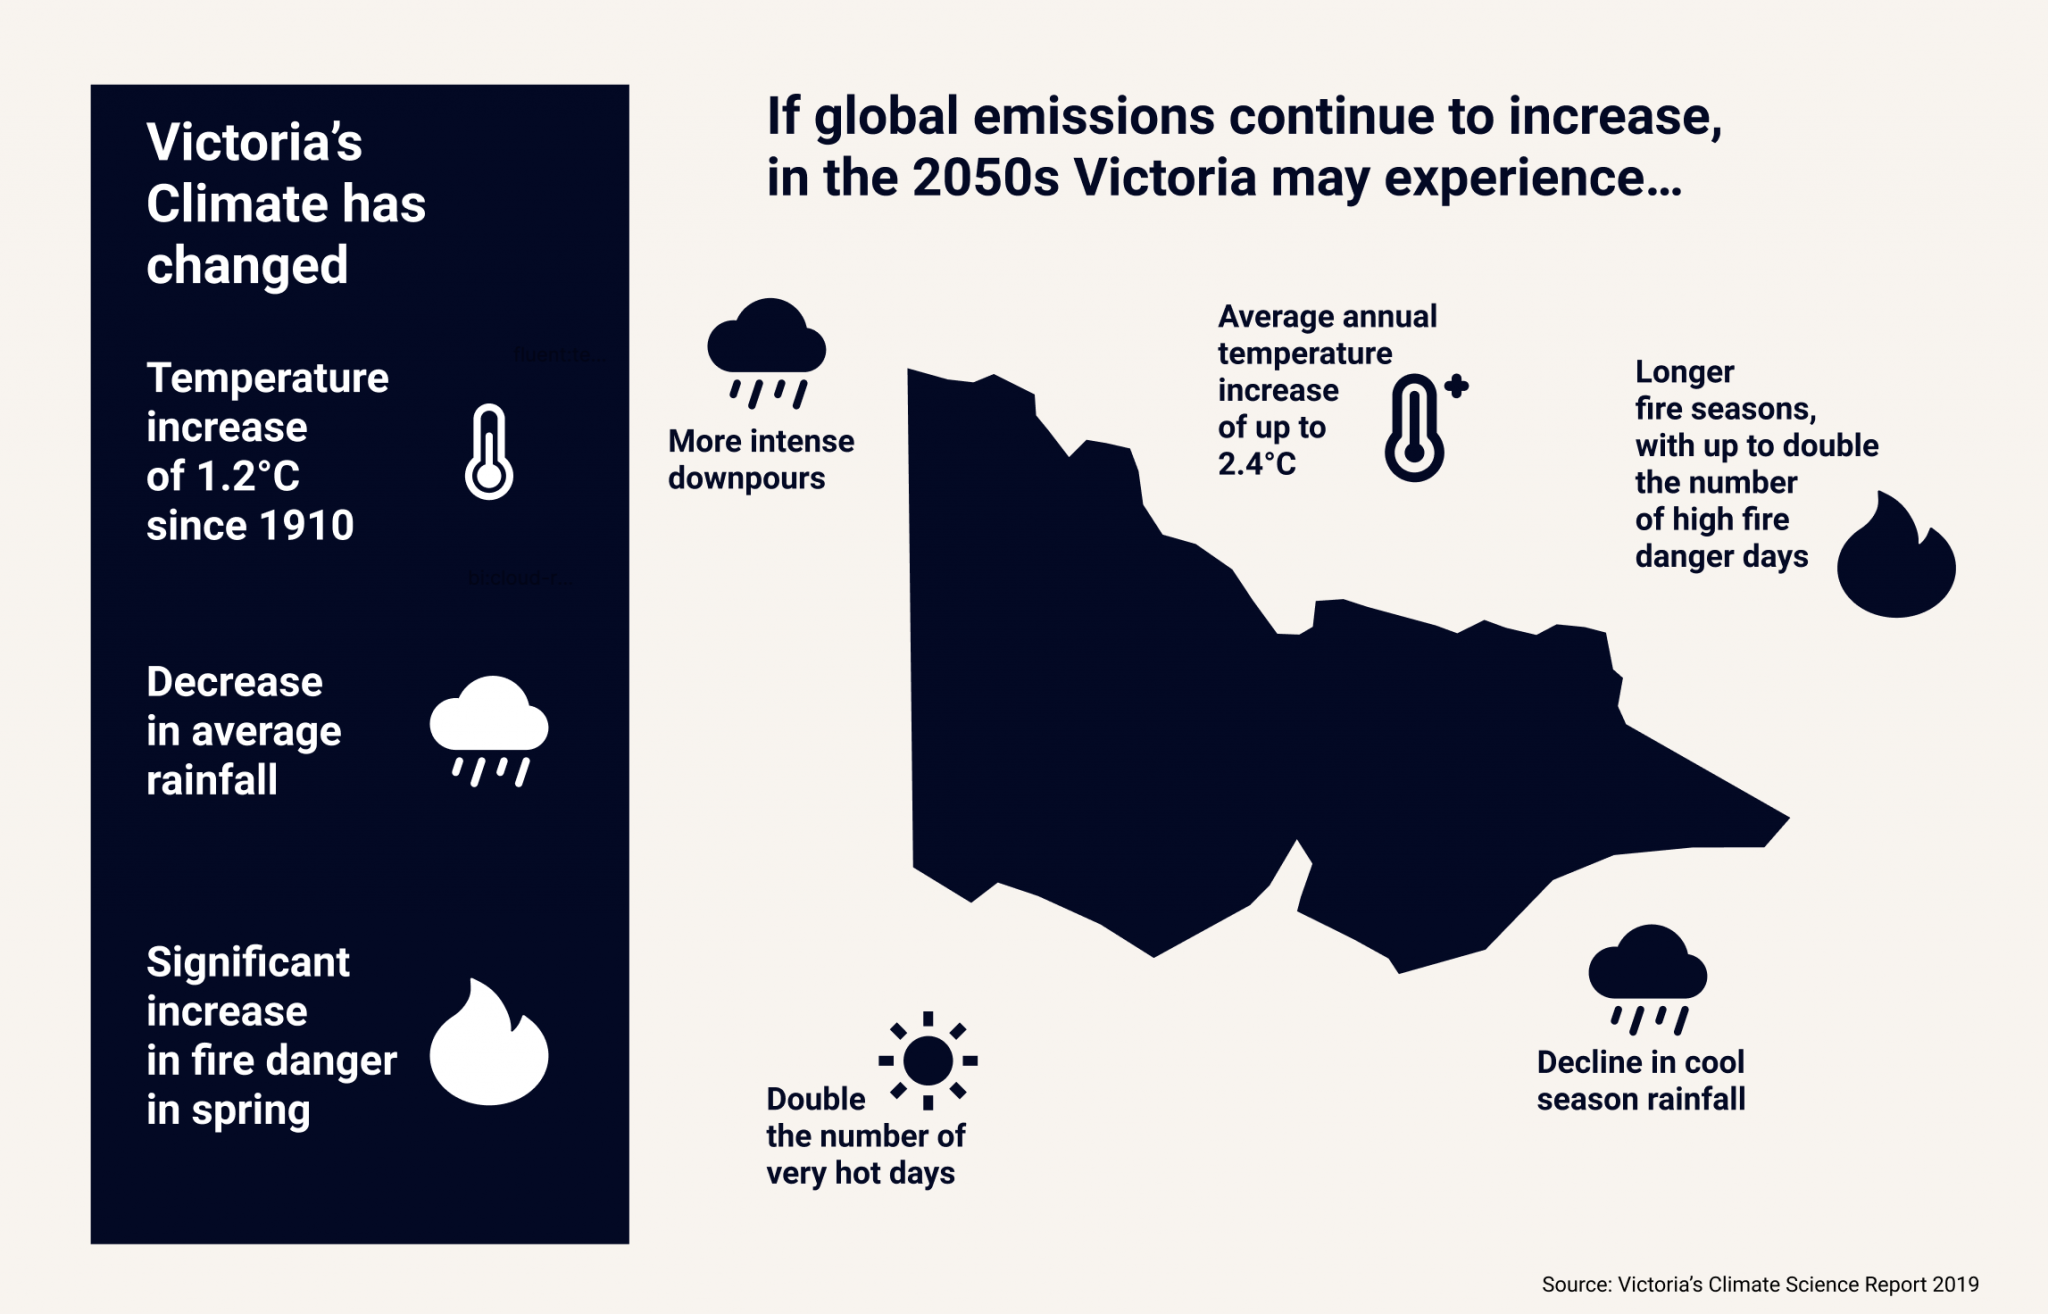 Victoria’s
Climate has
changed
Temperature
increase
of 1.2°C
since 1910
Decrease
in average
rainfall
Significant
increase
in fire danger
in spring
If global emissions continue to increase,
in the 2050s Victoria may experience...
More intense
downpours
Average annual
temperature
increase
of up to
2.4°C
Longer
fire seasons,
with up to double
the number
of high fire
danger days
Double
the number of
very hot days
Decline in cool
season rainfall
Source: Victoria’s Climate Science Report 2019